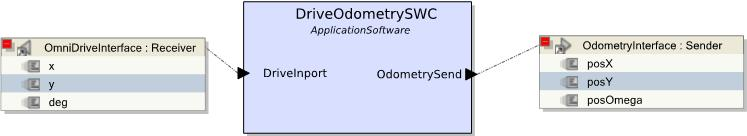 DriveOdometrySWC
ApplicationSoftware
OmniDriveInterface : Receiver
x
y
deg
DriveInport
OdometrySend
OdometryInterface : Sender
posX
posY
posOmega